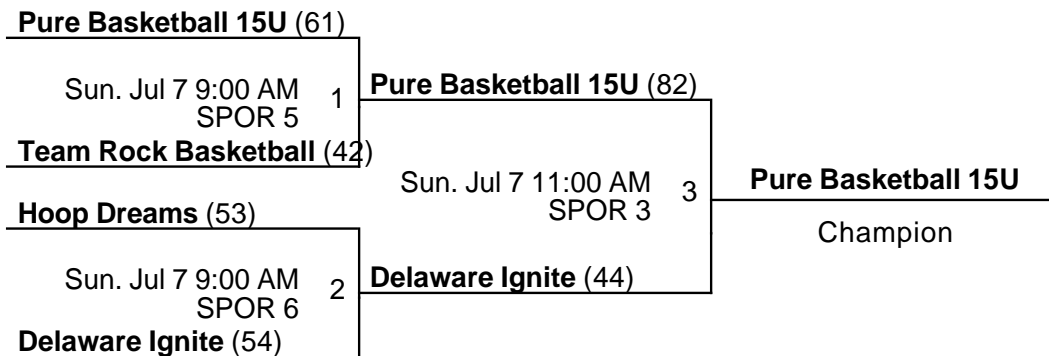 Pure Basketball 15U (61)
Sun. Jul 7 9:00 AM 1
SPOR 5
Team Rock Basketball (42)
Hoop Dreams (53)
Sun. Jul 7 9:00 AM 2
SPOR 6
Delaware Ignite (54)
Pure Basketball 15U (82)
Sun. Jul 7 11:00 AM 3
SPOR 3
Delaware Ignite (44)
Pure Basketball 15U
Champion